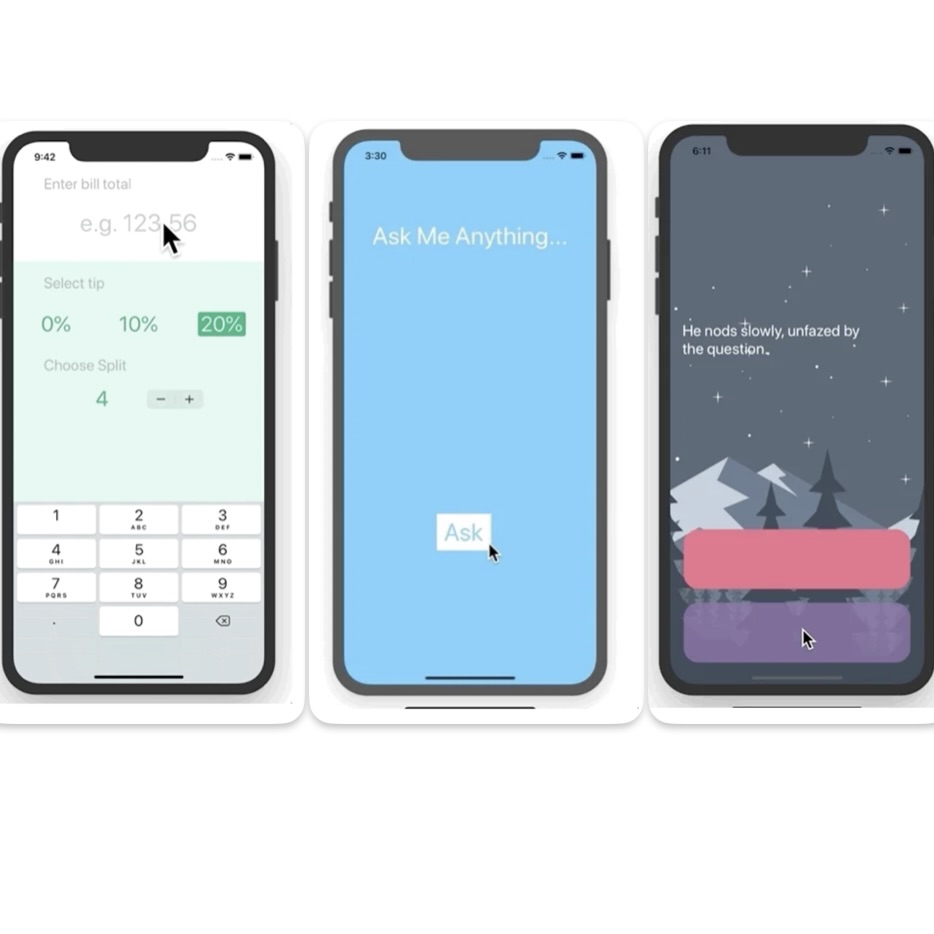 9:42
Enter bill total
e.g. 123.56
Select tip
0% 10% 20%
Choose Split
4 − +
1 2 3
ABC DEF
4 5 6
GHI JKL MNO
7 8 9
PQRS TUV WXYZ
. 0
3:30
Ask Me Anything...
Ask
6:11
He nods slowly, unfazed by
the question.